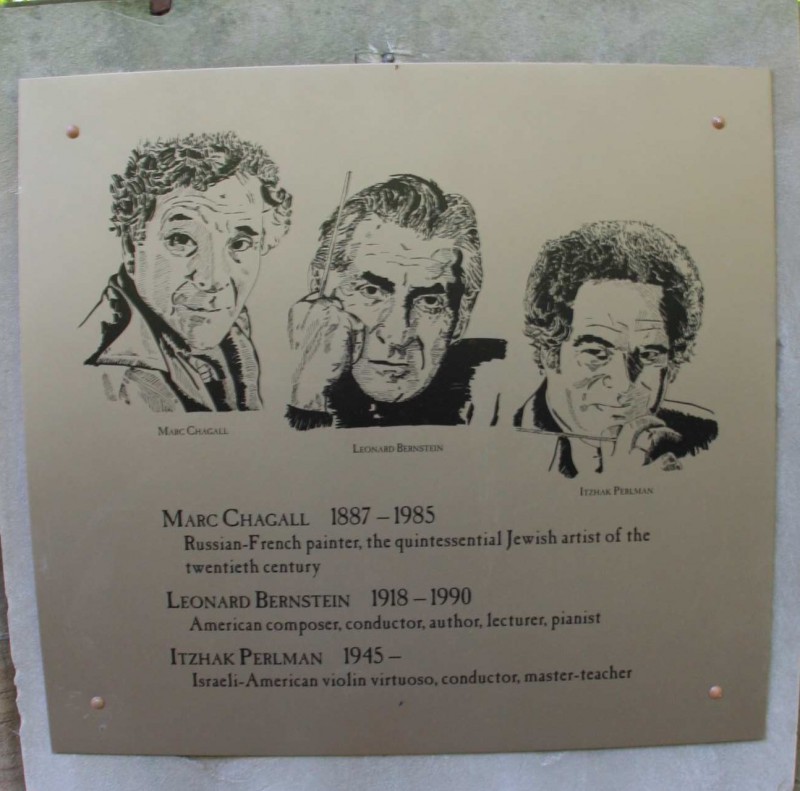 MARC CHAGALL
LEONARD BERNSTEIN
ITZHAK PERLMAN
MARC CHAGALL 1887 – 1985
Russian-French painter, the quintessential Jewish artist of the
twentieth century
LEONARD BERNSTEIN 1918 – 1990
American composer, conductor, author, lecturer, pianist
ITZHAK PERLMAN 1945 –
Israeli-American violin virtuoso, conductor, master-teacher